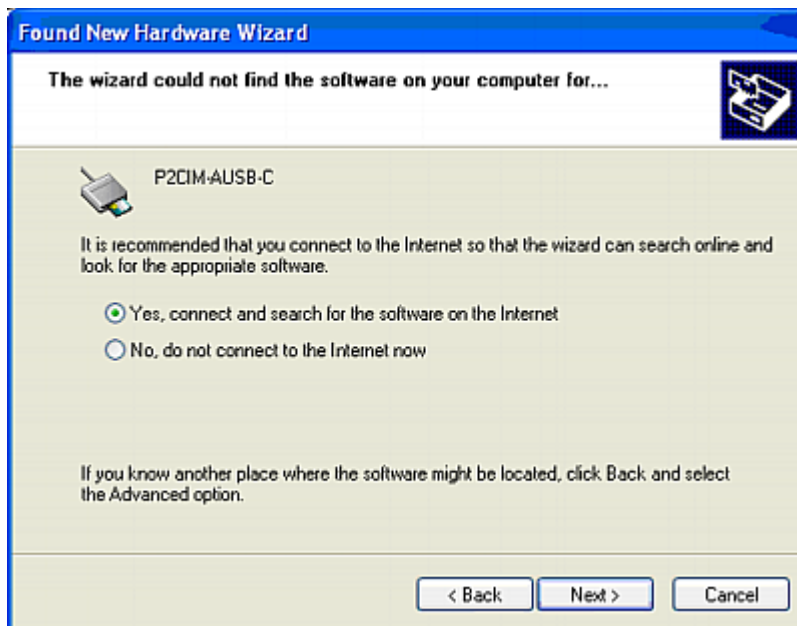 Found New Hardware Wizard
The wizard could not find the software on your computer for...
P2CIM-AUSB-C
It is recommended that you connect to the Internet so that the wizard can search online and
look for the appropriate software.
Yes, connect and search for the software on the Internet
No, do not connect to the Internet now
If you know another place where the software might be located, click Back and select
the Advanced option.
< Back Next > Cancel